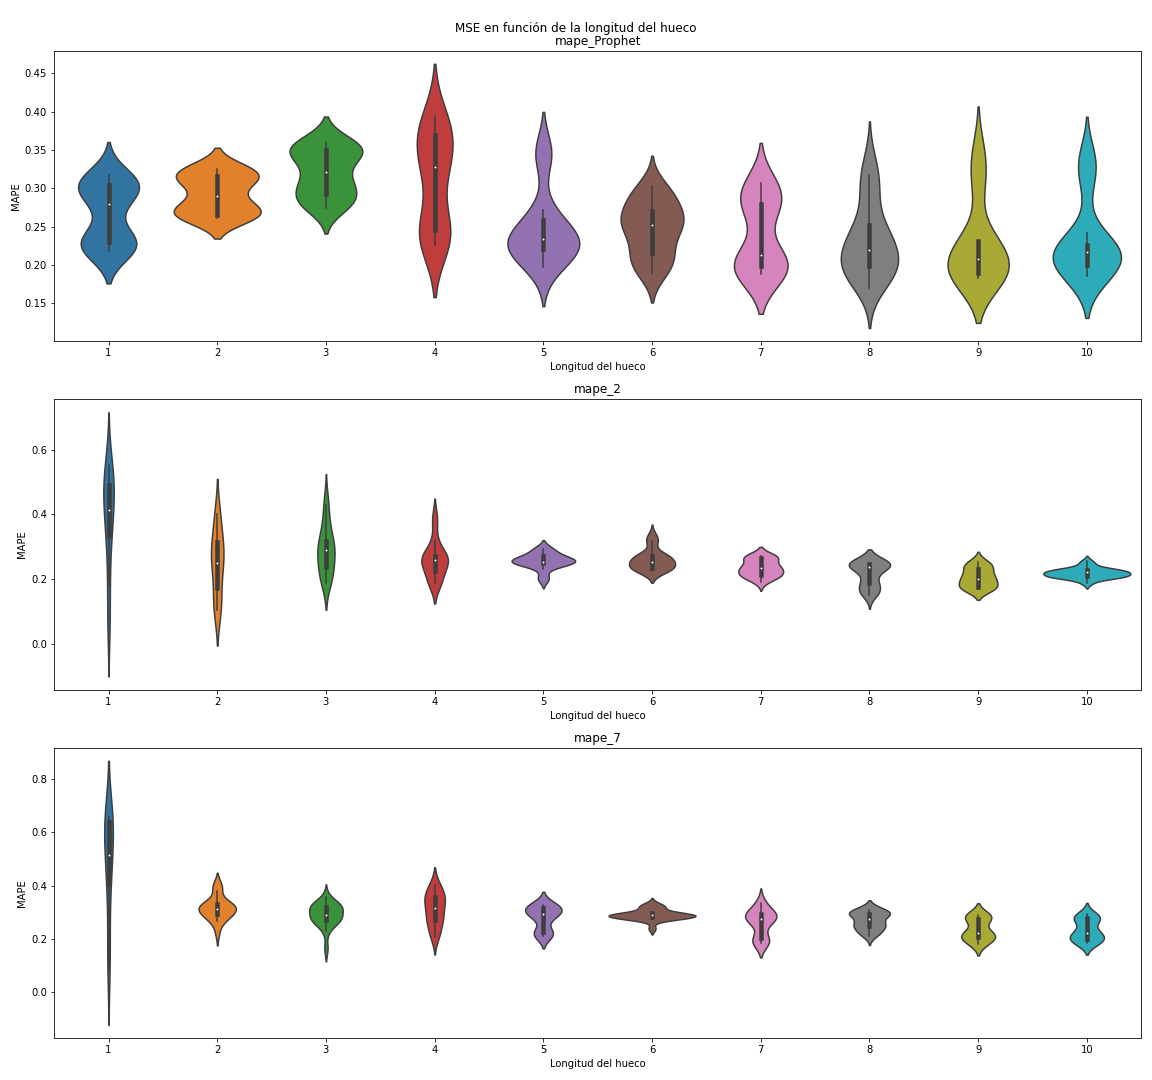 MSE en función de la longitud del hueco
mape_Prophet
0.45
0.40
0.35
0.30
0.25
0.20
0.15
MAPE
1 2 3 4 5 6 7 8 9 10
Longitud del hueco
mape_2
0.6
0.4
0.2
0.0
MAPE
1 2 3 4 5 6 7 8 9 10
Longitud del hueco
mape_7
0.8
0.6
0.4
0.2
0.0
MAPE
1 2 3 4 5 6 7 8 9 10
Longitud del hueco